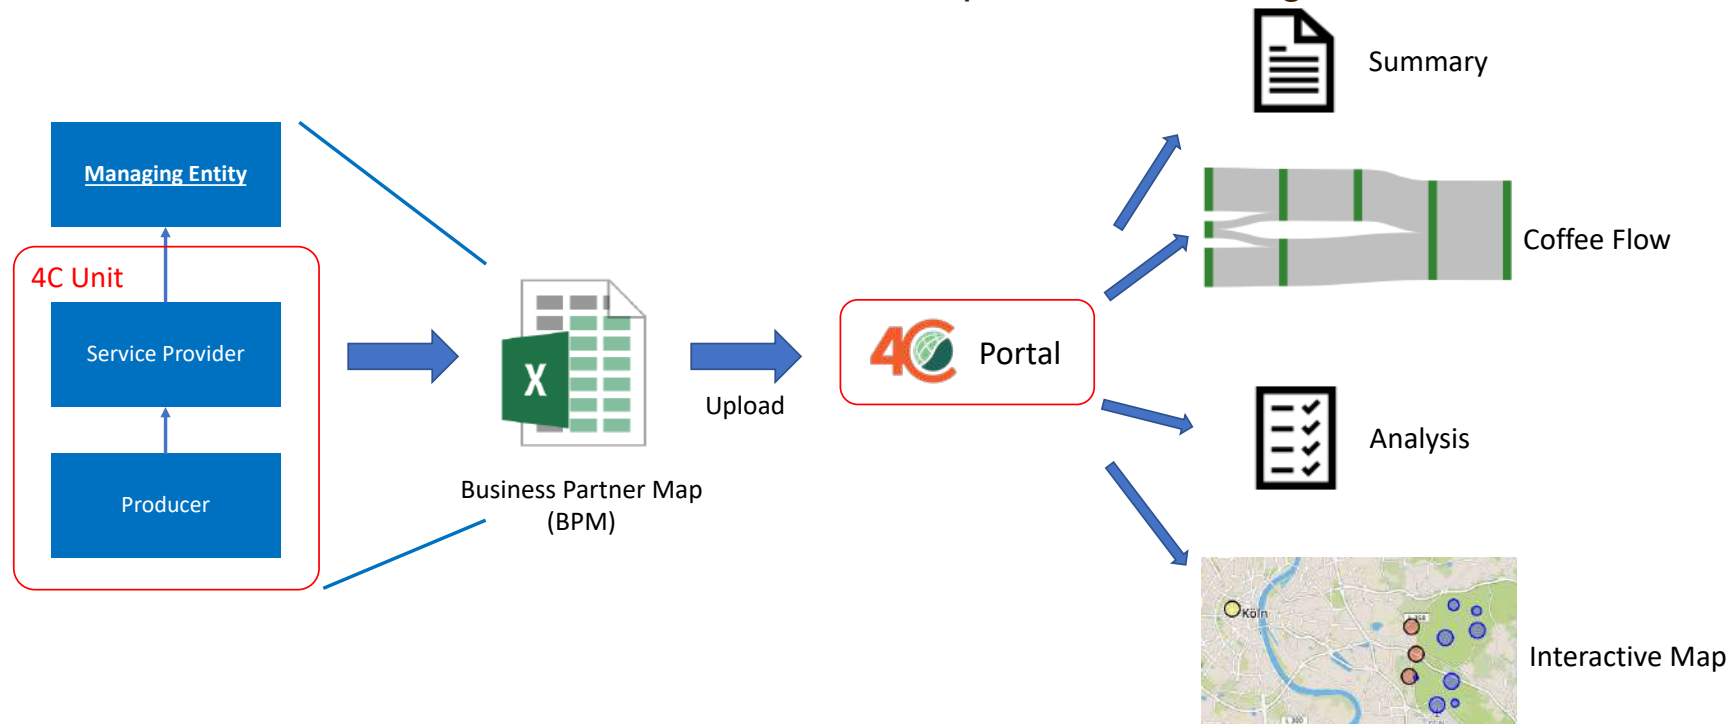 Summary
Managing Entity
Coffee Flow
4C Unit
Service Provider
X
4C
Portal
Upload
Analysis
Producer
Business Partner Map
(BPM)
Köln
Interactive Map
L 300